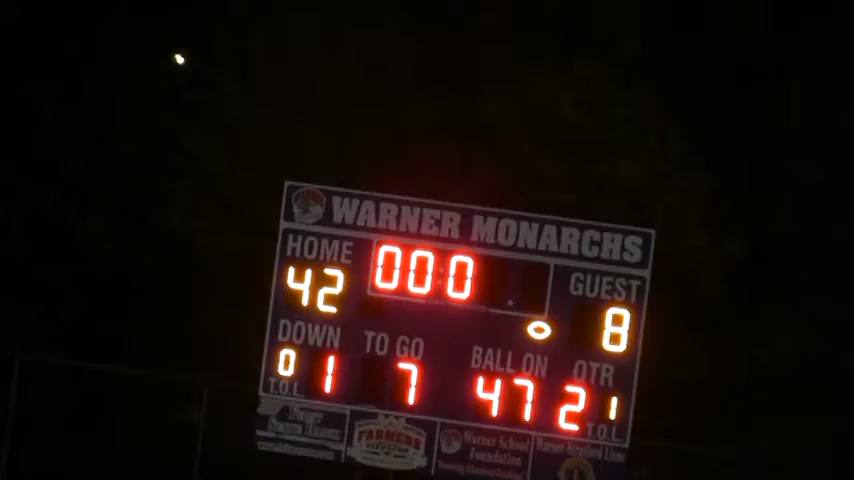 WARNER MONARCHS
HOME 000 GUEST
42 8
DOWN TO GO BALL ON QTR
0 1 7 47 2 1
T.O.L. T.O.L.
FARMERS Warner School
Foundation